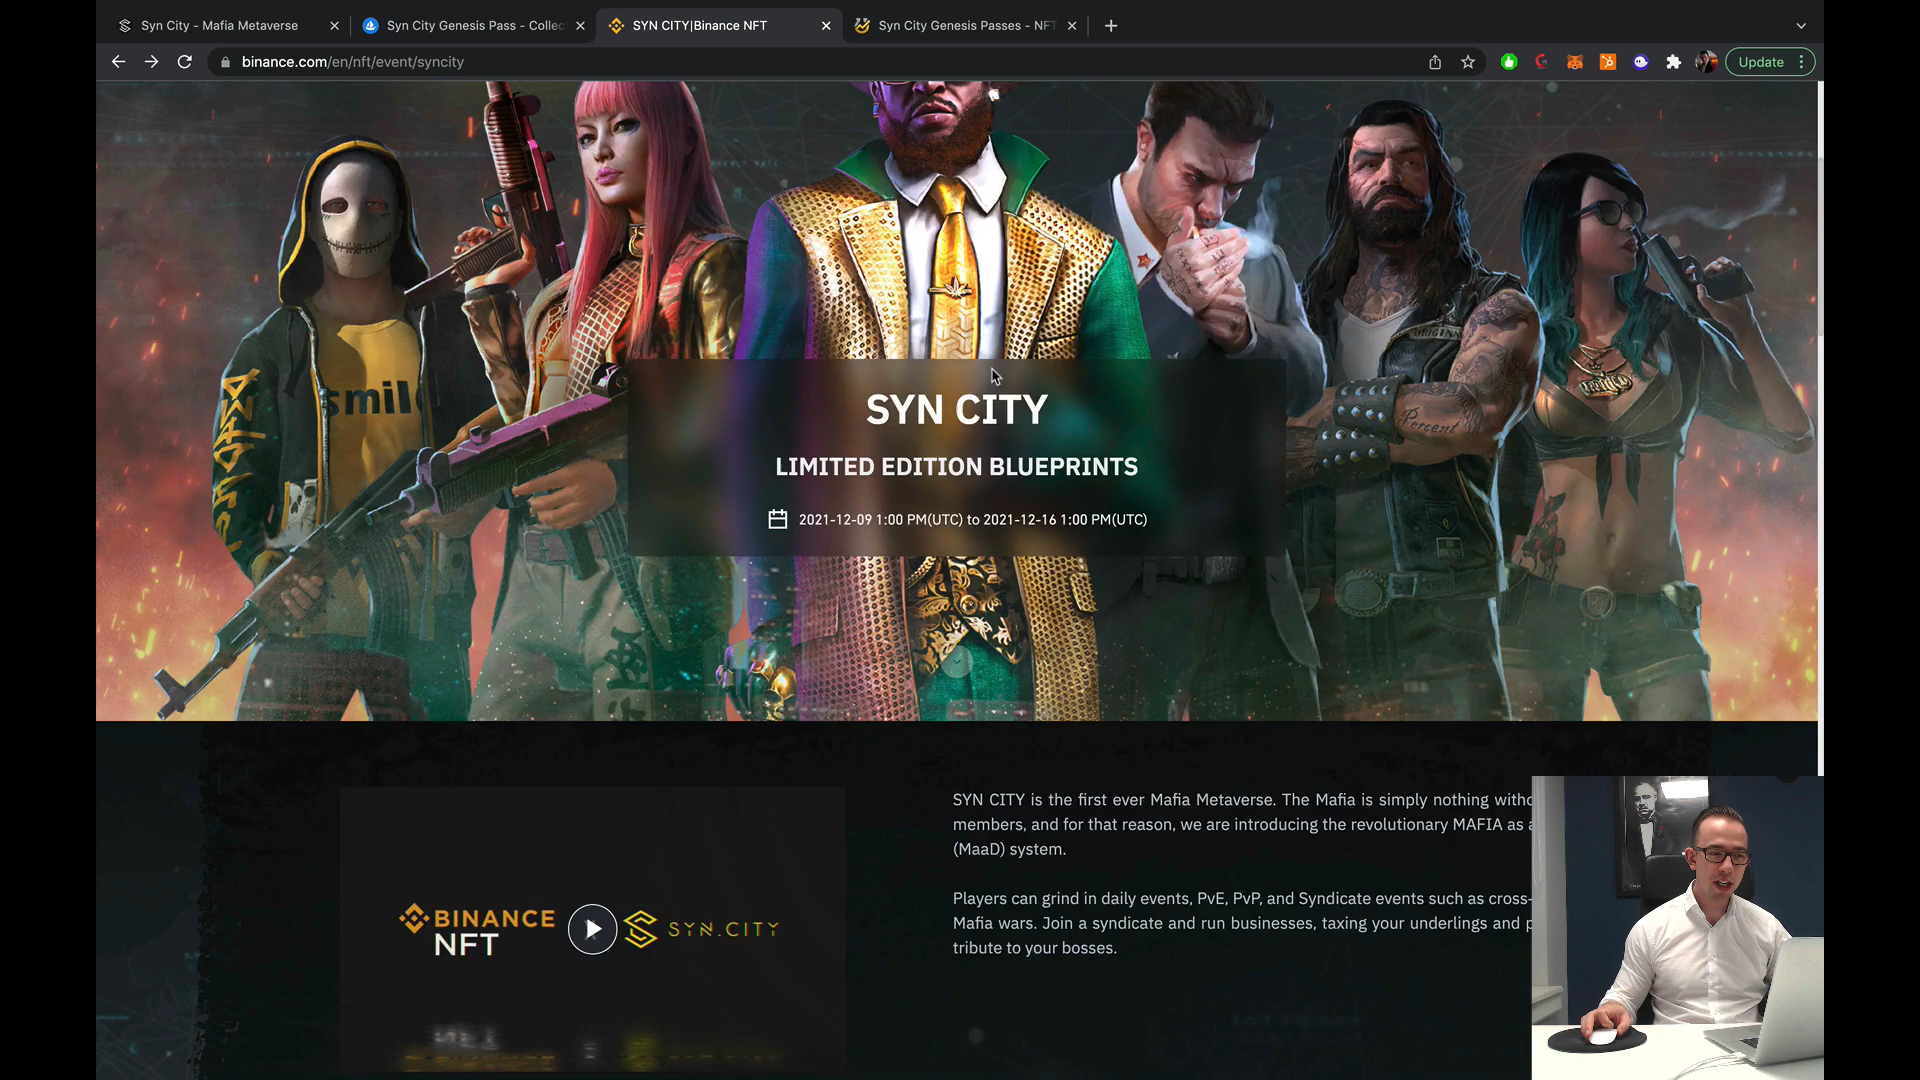 Syn City - Mafia Metaverse
Syn City Genesis Pass - Collec
SYN CITY|Binance NFT
Syn City Genesis Passes - NFT
binance.com/en/nft/event/syncity
Update
smil
ORIGINAL
Percent
SYN CITY
LIMITED EDITION BLUEPRINTS
2021-12-09 1:00 PM(UTC) to 2021-12-16 1:00 PM(UTC)
BINANCE
NFT
SYN.CITY
SYN CITY is the first ever Mafia Metaverse. The Mafia is simply nothing witho
members, and for that reason, we are introducing the revolutionary MAFIA as a
(MaaD) system.
Players can grind in daily events, PvE, PvP, and Syndicate events such as cross-
Mafia wars. Join a syndicate and run businesses, taxing your underlings and p
tribute to your bosses.